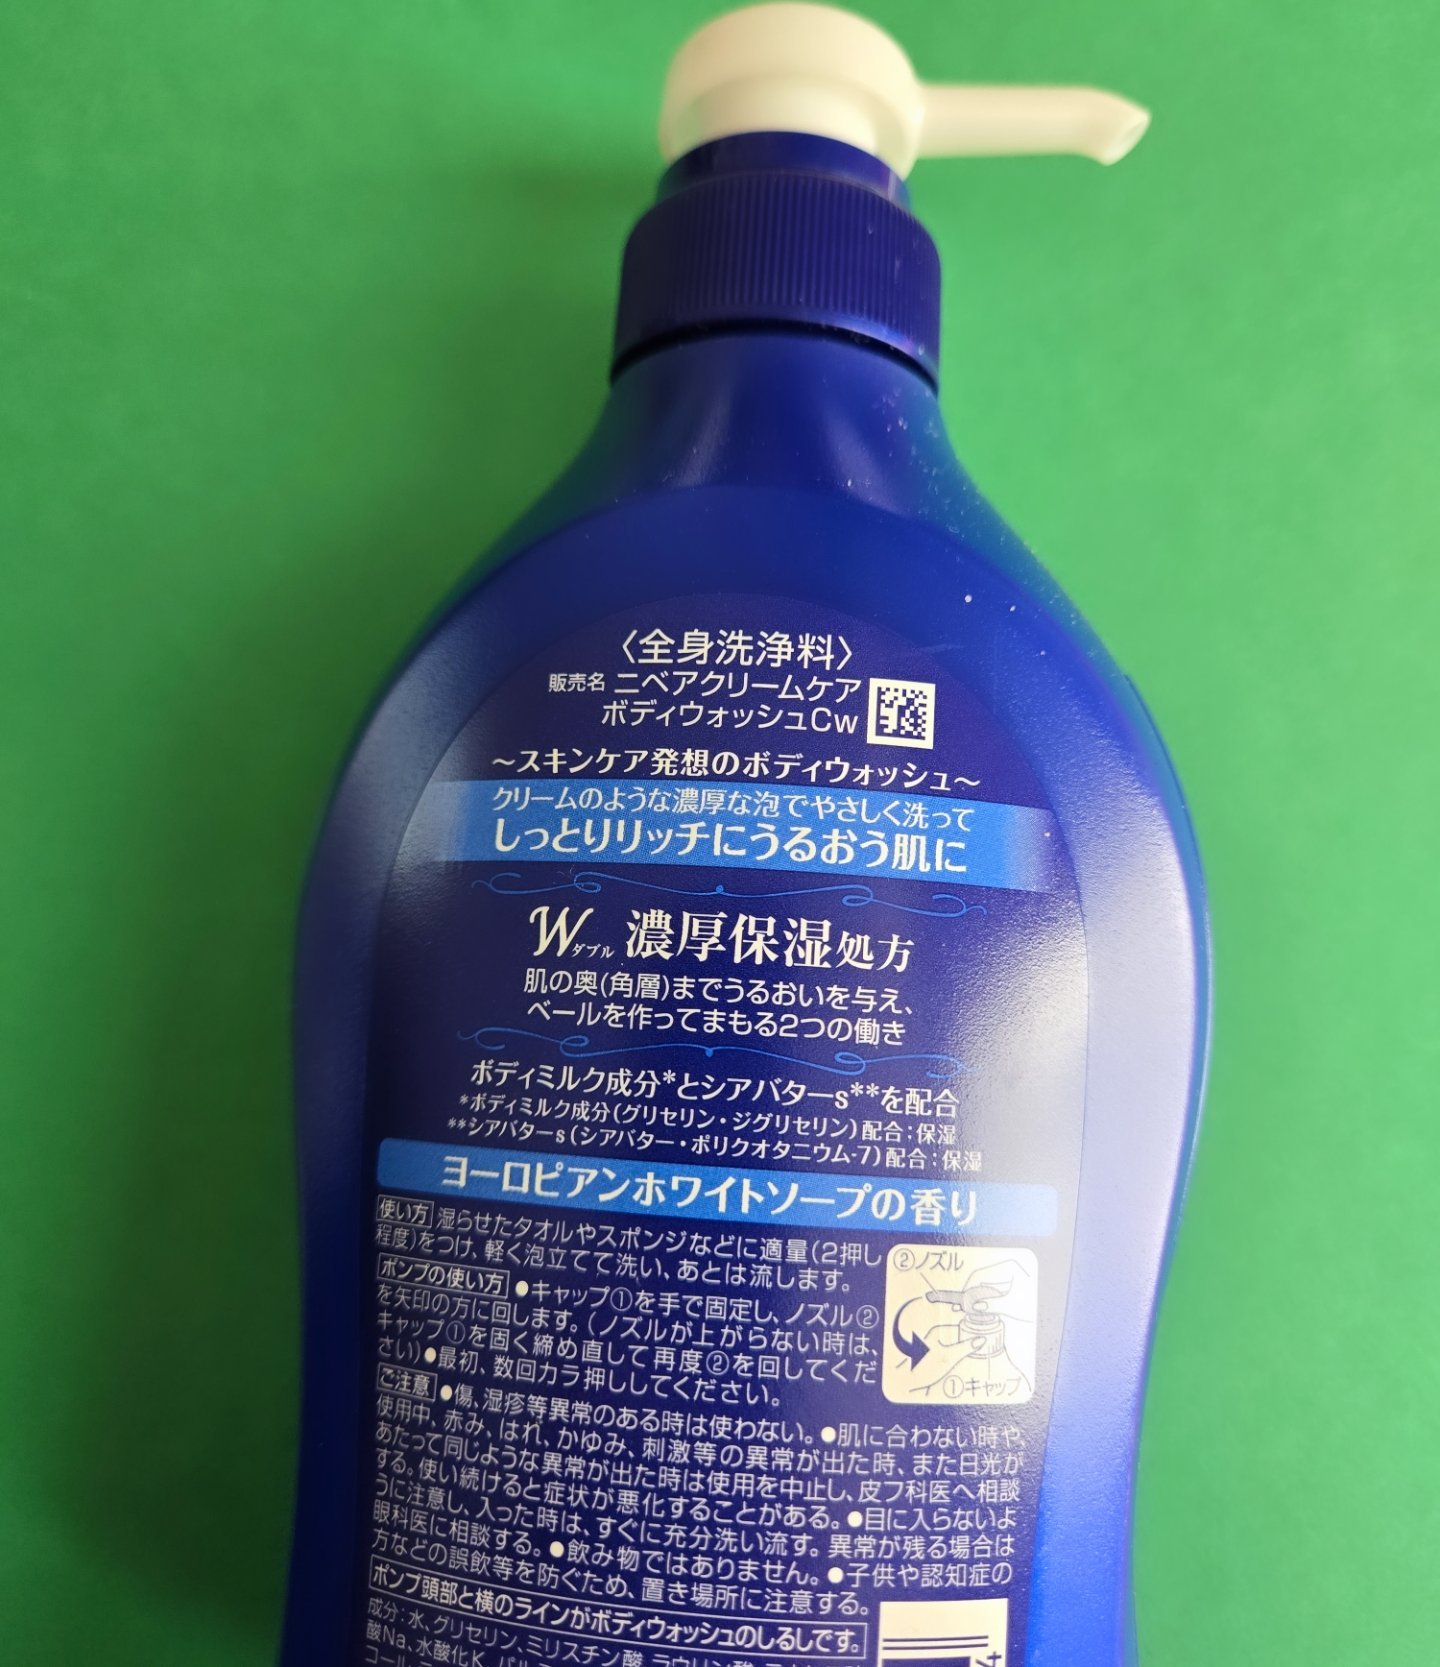 〈全身洗浄料〉
販売名 ニベアクリームケア
ボディウォッシュCw
～スキンケア発想のボディウォッシュ～
クリームのような濃厚な泡でやさしく洗って
しっとりリッチにうるおう肌に
W ダブル 濃厚保湿処方
肌の奥(角層)までうるおいを与え、
ベールを作ってまもる2つの働き
ボディミルク成分*とシアバターs**を配合
*ボディミルク成分(グリセリン・ジグリセリン)配合:保湿
**シアバターs(シアバター・ポリクオタニウム-7)配合:保湿
ヨーロピアンホワイトソープの香り
使い方 湿らせたタオルやスポンジなどに適量(2押し
程度)をつけ、軽く泡立てて洗い、あとは流します。
ポンプの使い方 ●キャップ①を手で固定し、ノズル②
を矢印の方に回します。(ノズルが上がらない時は、
キャップ①を固く締め直して再度②を回してくだ
さい)●最初、数回カラ押ししてください。
②ノズル
①キャップ
ご注意 ●傷、湿疹等異常のある時は使わない。●肌に合わない時や、
使用中、赤み、はれ、かゆみ、刺激等の異常が出た時、また日光が
あたって同じような異常が出た時は使用を中止し、皮フ科医へ相談
する。使い続けると症状が悪化することがある。●目に入らないよ
うに注意し、入った時は、すぐに充分洗い流す。異常が残る場合は
眼科医に相談する。●飲み物ではありません。●子供や認知症の
方などの誤飲等を防ぐため、置き場所に注意する。
ポンプ頭部と横のラインがボディウォッシュのしるしです。
成分:水、グリセリン、ミリスチン酸、ラウリン酸、
酸Na、水酸化K、
コール、